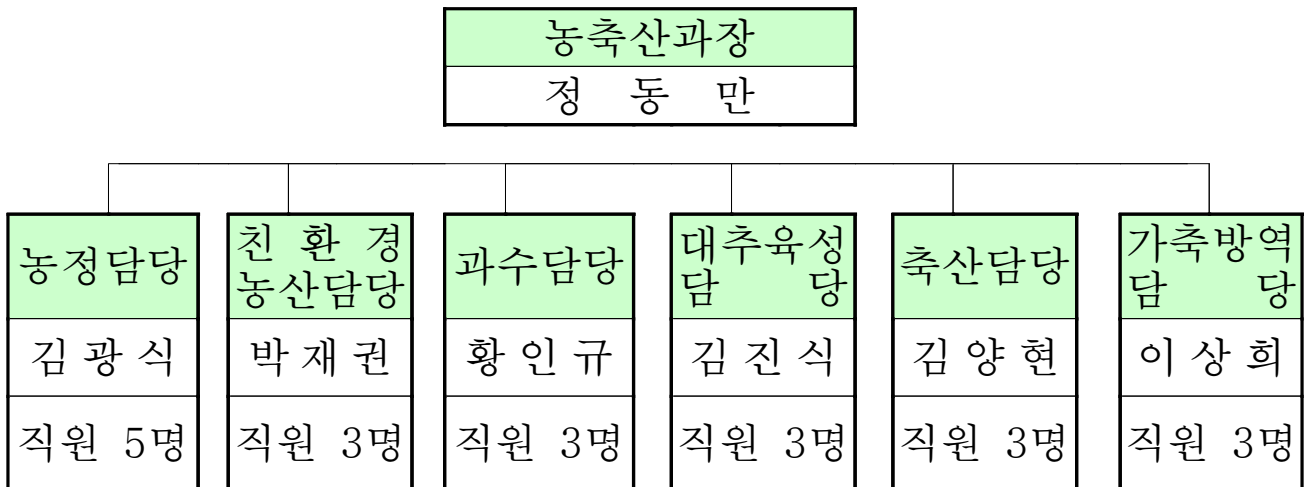 농축산과장
정 동 만
농정담당
김 광 식
직원 5명
친 환 경
농산담당
박 재 권
직원 3명
과수담당
황 인 규
직원 3명
대추육성
담 당
김 진 식
직원 3명
축산담당
김 양 현
직원 3명
가축방역
담 당
이 상 희
직원 3명